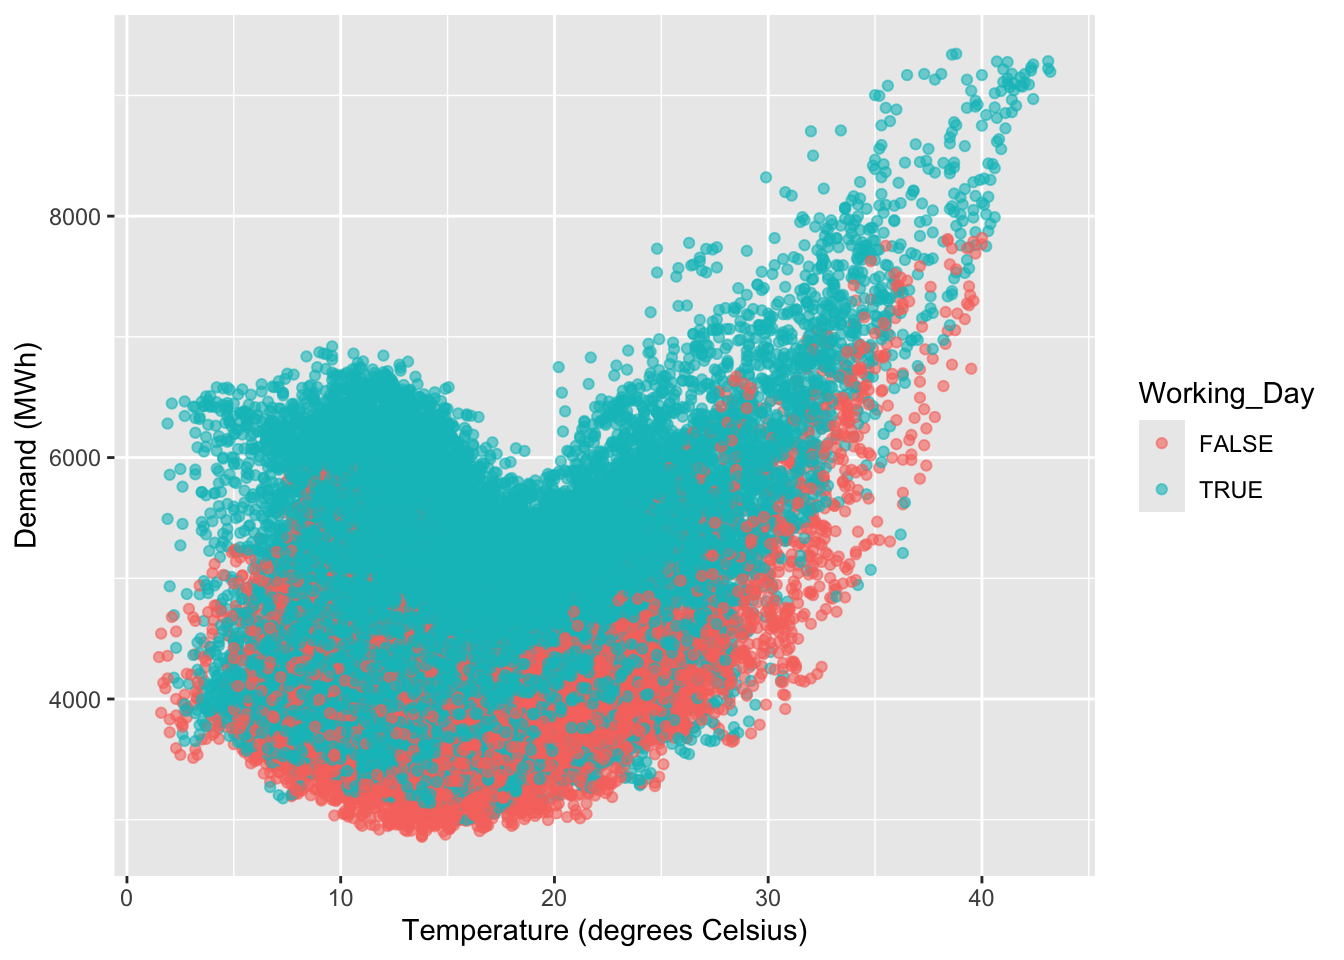 Demand (MWh)
8000
6000
4000
0 10 20 30 40
Temperature (degrees Celsius)
Working_Day
FALSE
TRUE